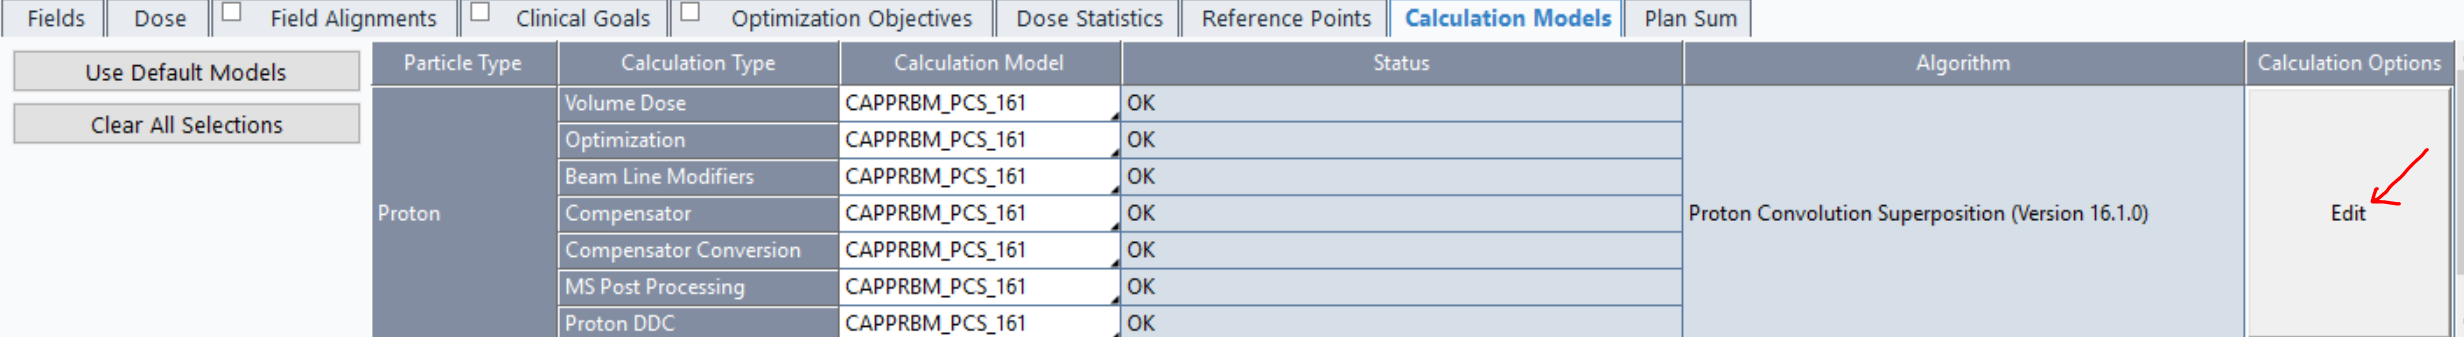 Fields Dose Field Alignments Clinical Goals Optimization Objectives Dose Statistics Reference Points Calculation Models Plan Sum
Use Default Models
Clear All Selections
Particle Type Calculation Type Calculation Model Status Algorithm Calculation Options
Volume Dose CAPPRBM_PCS_161 OK
Optimization CAPPRBM_PCS_161 OK
Beam Line Modifiers CAPPRBM_PCS_161 OK
Proton Compensator CAPPRBM_PCS_161 OK Proton Convolution Superposition (Version 16.1.0) Edit
Compensator Conversion CAPPRBM_PCS_161 OK
MS Post Processing CAPPRBM_PCS_161 OK
Proton DDC CAPPRBM_PCS_161 OK